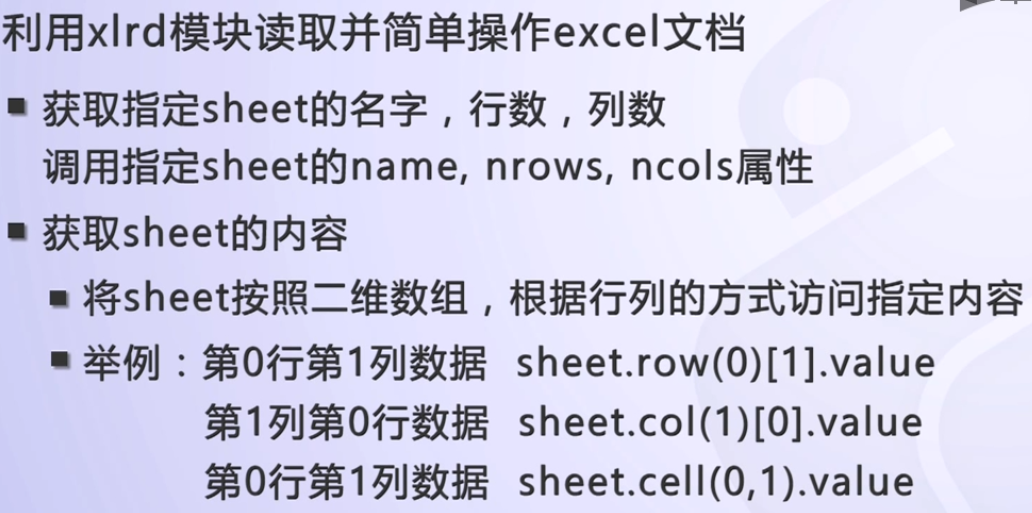 利用xlrd模块读取并简单操作excel文档
获取指定sheet的名字，行数，列数
调用指定sheet的name, nrows, ncols属性
获取sheet的内容
将sheet按照二维数组，根据行列的方式访问指定内容
举例：第0行第1列数据 sheet.row(0)[1].value
第1列第0行数据 sheet.col(1)[0].value
第0行第1列数据 sheet.cell(0,1).value